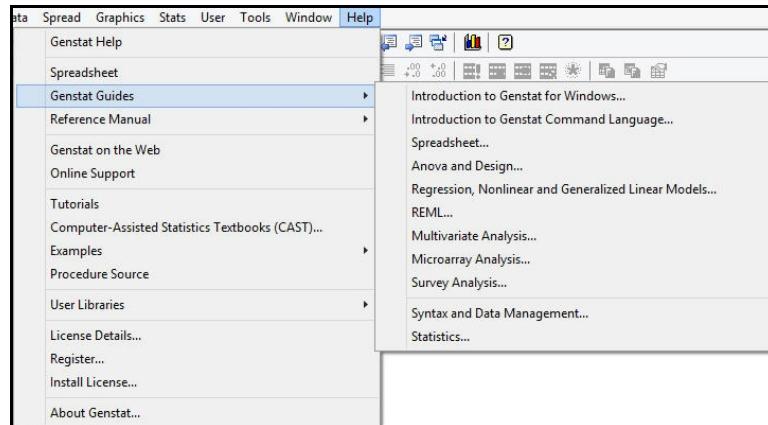 ata Spread Graphics Stats User Tools Window Help
Genstat Help
Spreadsheet
Genstat Guides
Reference Manual
Genstat on the Web
Online Support
Tutorials
Computer-Assisted Statistics Textbooks (CAST)...
Examples
Procedure Source
User Libraries
License Details...
Register...
Install License...
About Genstat...
Introduction to Genstat for Windows...
Introduction to Genstat Command Language...
Spreadsheet...
Anova and Design...
Regression, Nonlinear and Generalized Linear Models...
REML...
Multivariate Analysis...
Microarray Analysis...
Survey Analysis...
Syntax and Data Management...
Statistics...